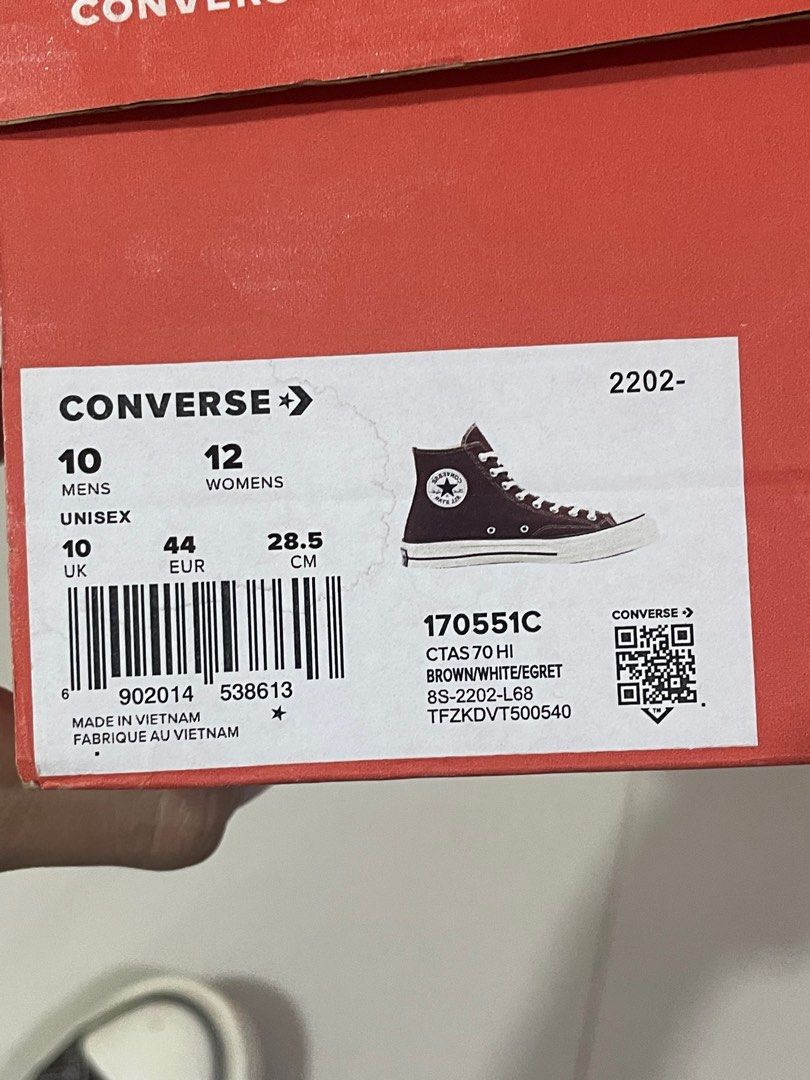 CONVERS
CONVERSE
2202-
10 12
MENS WOMENS
UNISEX
10 44 28.5
UK EUR CM
6 902014 538613
MADE IN VIETNAM
FABRIQUE AU VIETNAM
170551C
CTAS 70 HI
BROWN/WHITE/EGRET
8S-2202-L68
TFZKDVT500540
CONVERSE
TM